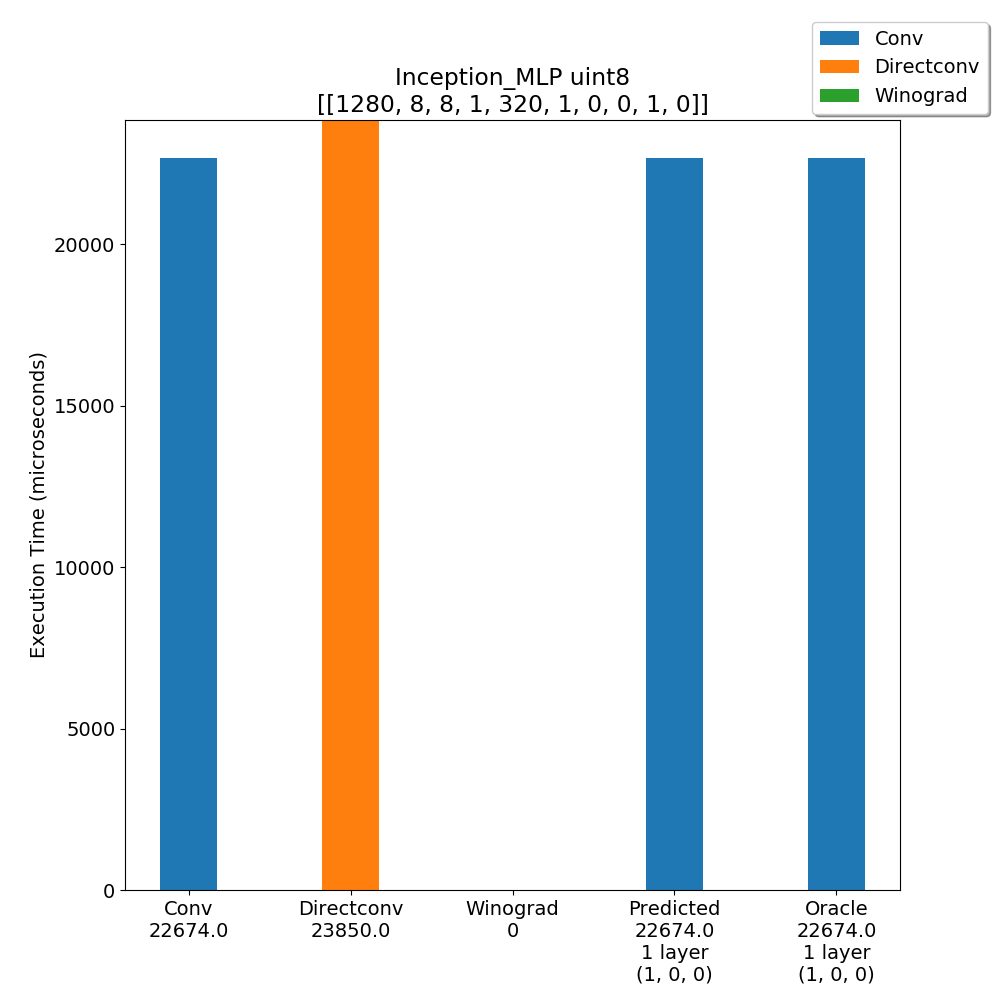 Conv
Directconv
Winograd
Inception_MLP uint8
[[1280, 8, 8, 1, 320, 1, 0, 0, 1, 0]]
Execution Time (microseconds)
20000
15000
10000
5000
0
Conv
22674.0
Directconv
23850.0
Winograd
0
Predicted
22674.0
1 layer
(1, 0, 0)
Oracle
22674.0
1 layer
(1, 0, 0)